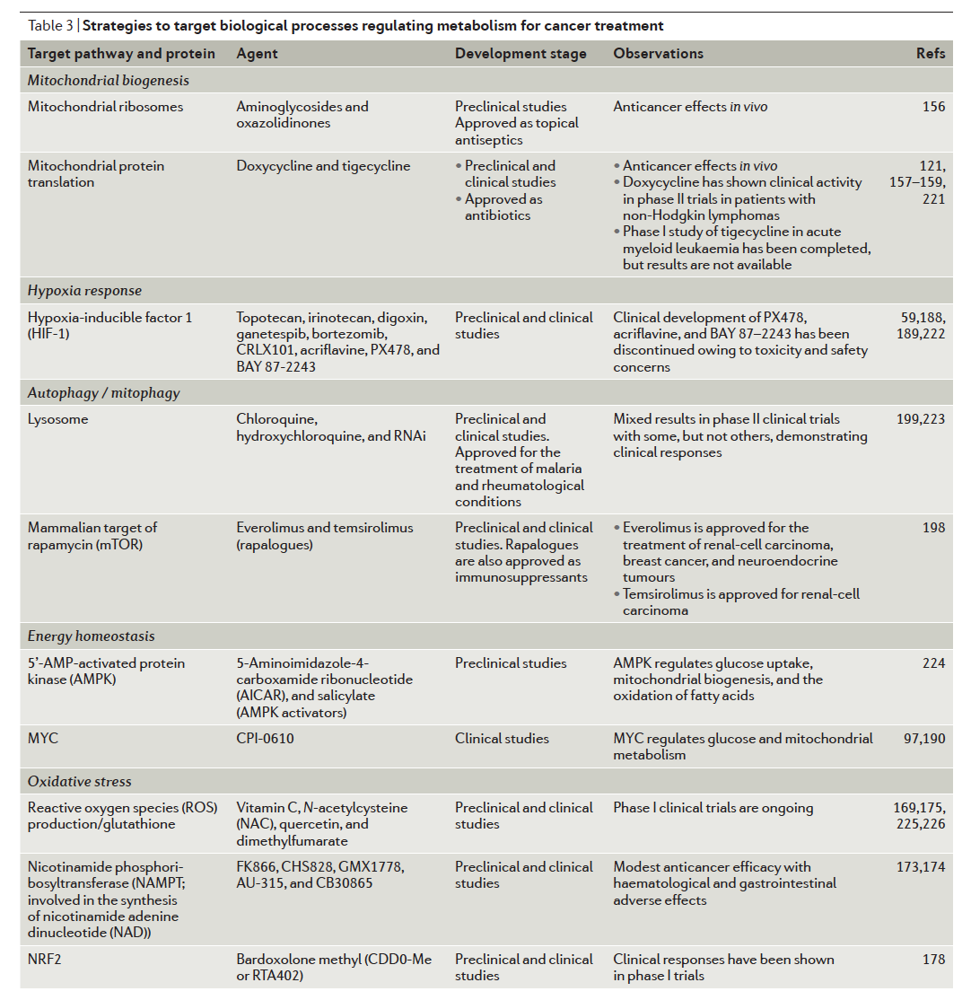 Table 3 | Strategies to target biological processes regulating metabolism for cancer treatment
Target pathway and protein Agent Development stage Observations Refs
Mitochondrial biogenesis
Mitochondrial ribosomes Aminoglycosides and Preclinical studies Anticancer effects in vivo 156
oxazolidinones Approved as topical
antiseptics
Mitochondrial protein Doxycycline and tigecycline • Preclinical and • Anticancer effects in vivo 121,
translation clinical studies • Doxycycline has shown clinical activity 157–159,
• Approved as in phase II trials in patients with 221
antibiotics non-Hodgkin lymphomas
• Phase I study of tigecycline in acute
myeloid leukaemia has been completed,
but results are not available
Hypoxia response
Hypoxia-inducible factor 1 Topotecan, irinotecan, digoxin, Preclinical and clinical Clinical development of PX478, 59,188,
(HIF-1) ganetespib, bortezomib, studies acriflavine, and BAY 87–2243 has been 189,222
CRLX101, acriflavine, PX478, and discontinued owing to toxicity and safety
BAY 87-2243 concerns
Autophagy / mitophagy
Lysosome Chloroquine, Preclinical and Mixed results in phase II clinical trials 199,223
hydroxychloroquine, and RNAi clinical studies. with some, but not others, demonstrating
Approved for the clinical responses
treatment of malaria
and rheumatological
conditions
Mammalian target of Everolimus and temsirolimus Preclinical and clinical • Everolimus is approved for the 198
rapamycin (mTOR) (rapalogues) studies. Rapalogues treatment of renal-cell carcinoma,
are also approved as breast cancer, and neuroendocrine
immunosuppressants tumours
• Temsirolimus is approved for renal-cell
carcinoma
Energy homeostasis
5’-AMP-activated protein 5-Aminoimidazole-4- Preclinical studies AMPK regulates glucose uptake, 224
kinase (AMPK) carboxamide ribonucleotide mitochondrial biogenesis, and the
(AICAR), and salicylate oxidation of fatty acids
(AMPK activators)
MYC CPI-0610 Clinical studies MYC regulates glucose and mitochondrial 97,190
metabolism
Oxidative stress
Reactive oxygen species (ROS) Vitamin C, N-acetylcysteine Preclinical and clinical Phase I clinical trials are ongoing 169,175,
production/glutathione (NAC), quercetin, and studies 225,226
dimethylfumarate
Nicotinamide phosphori- FK866, CHS828, GMX1778, Preclinical and clinical Modest anticancer efficacy with 173,174
bosyltransferase (NAMPT; AU-315, and CB30865 studies haematological and gastrointestinal
involved in the synthesis adverse effects
of nicotinamide adenine
dinucleotide (NAD))
NRF2 Bardoxolone methyl (CDD0-Me Preclinical and clinical Clinical responses have been shown 178
or RTA402) studies in phase I trials